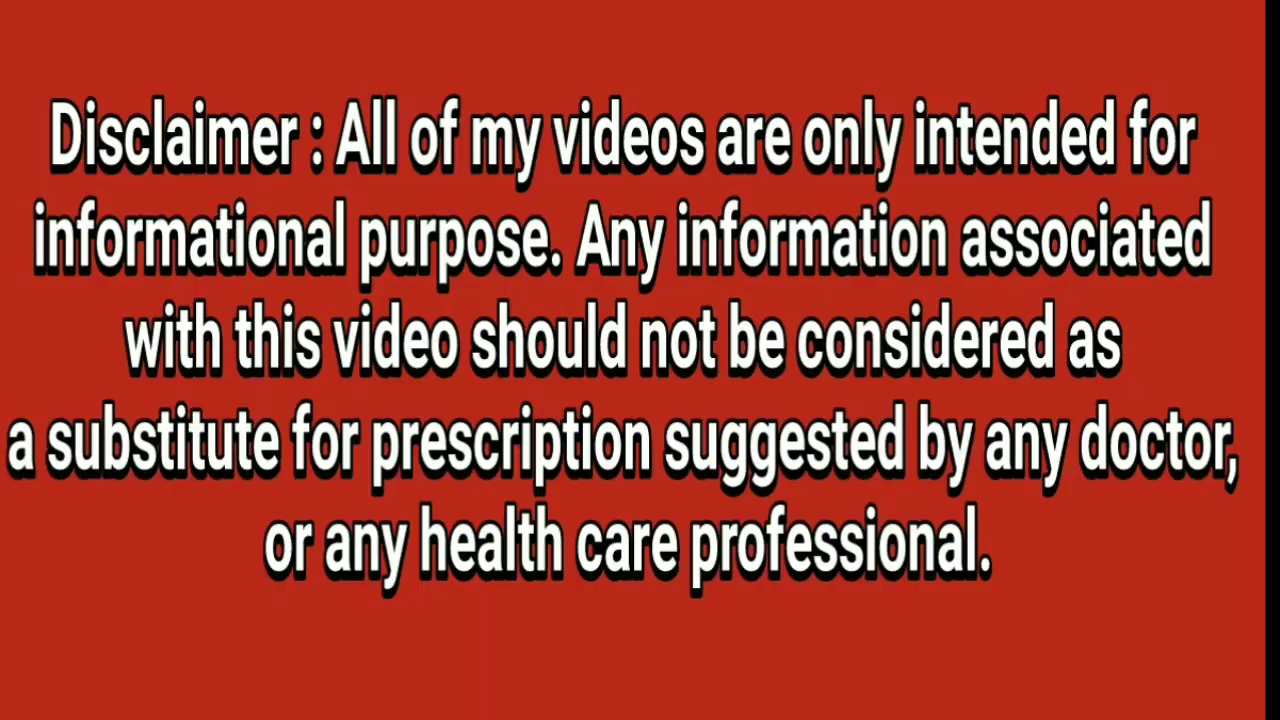 Disclaimer : All of my videos are only intended for
informational purpose. Any information associated
with this video should not be considered as
a substitute for prescription suggested by any doctor,
or any health care professional.